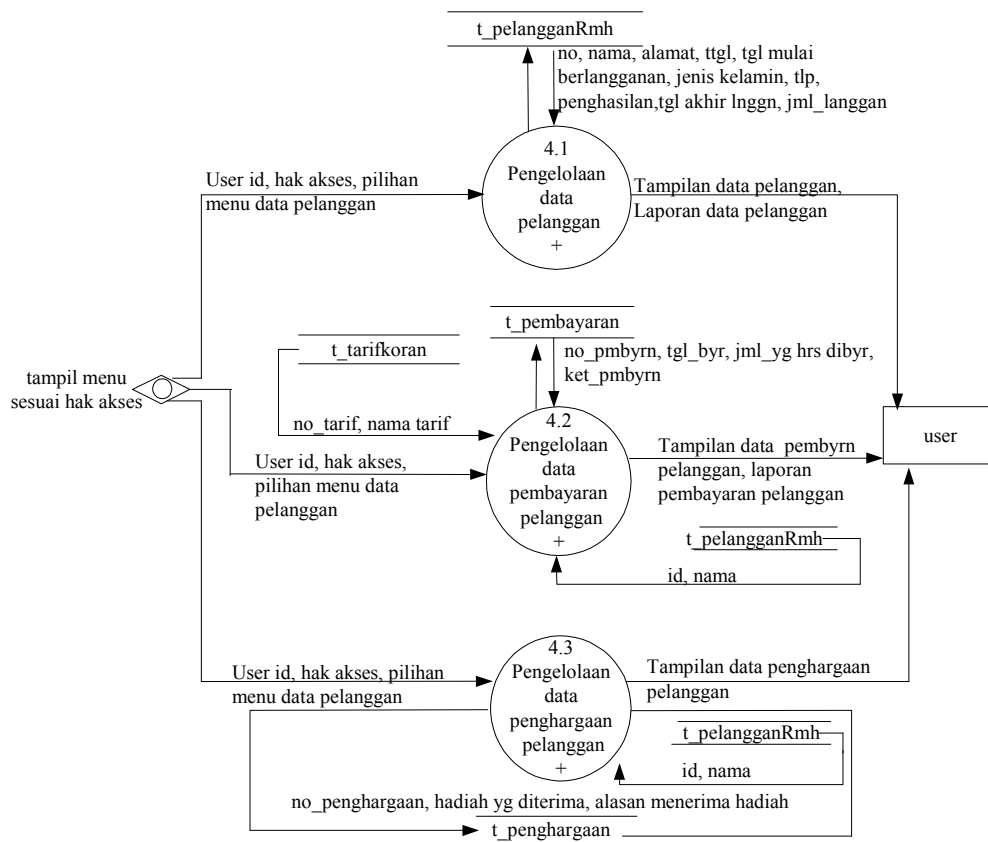 t_pelangganRmh
no, nama, alamat, ttgl, tgl mulai
berlangganan, jenis kelamin, tlp,
penghasilan,tgl akhir lnggn, jml_langgan
4.1
Pengelolaan
data
pelanggan
+
User id, hak akses, pilihan
menu data pelanggan
Tampilan data pelanggan,
Laporan data pelanggan
t_pembayaran
no_pmbyrn, tgl_byr, jml_yg hrs dibyr,
ket_pmbyrn
t_tarifkoran
tampil menu
sesuai hak akses
no_tarif, nama tarif
4.2
Pengelolaan
data
pembayaran
pelanggan
+
User id, hak akses,
pilihan menu data
pelanggan
Tampilan data pembyrn
pelanggan, laporan
pembayaran pelanggan
user
t_pelangganRmh
id, nama
4.3
Pengelolaan
data
penghargaan
pelanggan
+
User id, hak akses, pilihan
menu data pelanggan
Tampilan data penghargaan
pelanggan
t_pelangganRmh
id, nama
no_penghargaan, hadiah yg diterima, alasan menerima hadiah
t_penghargaan